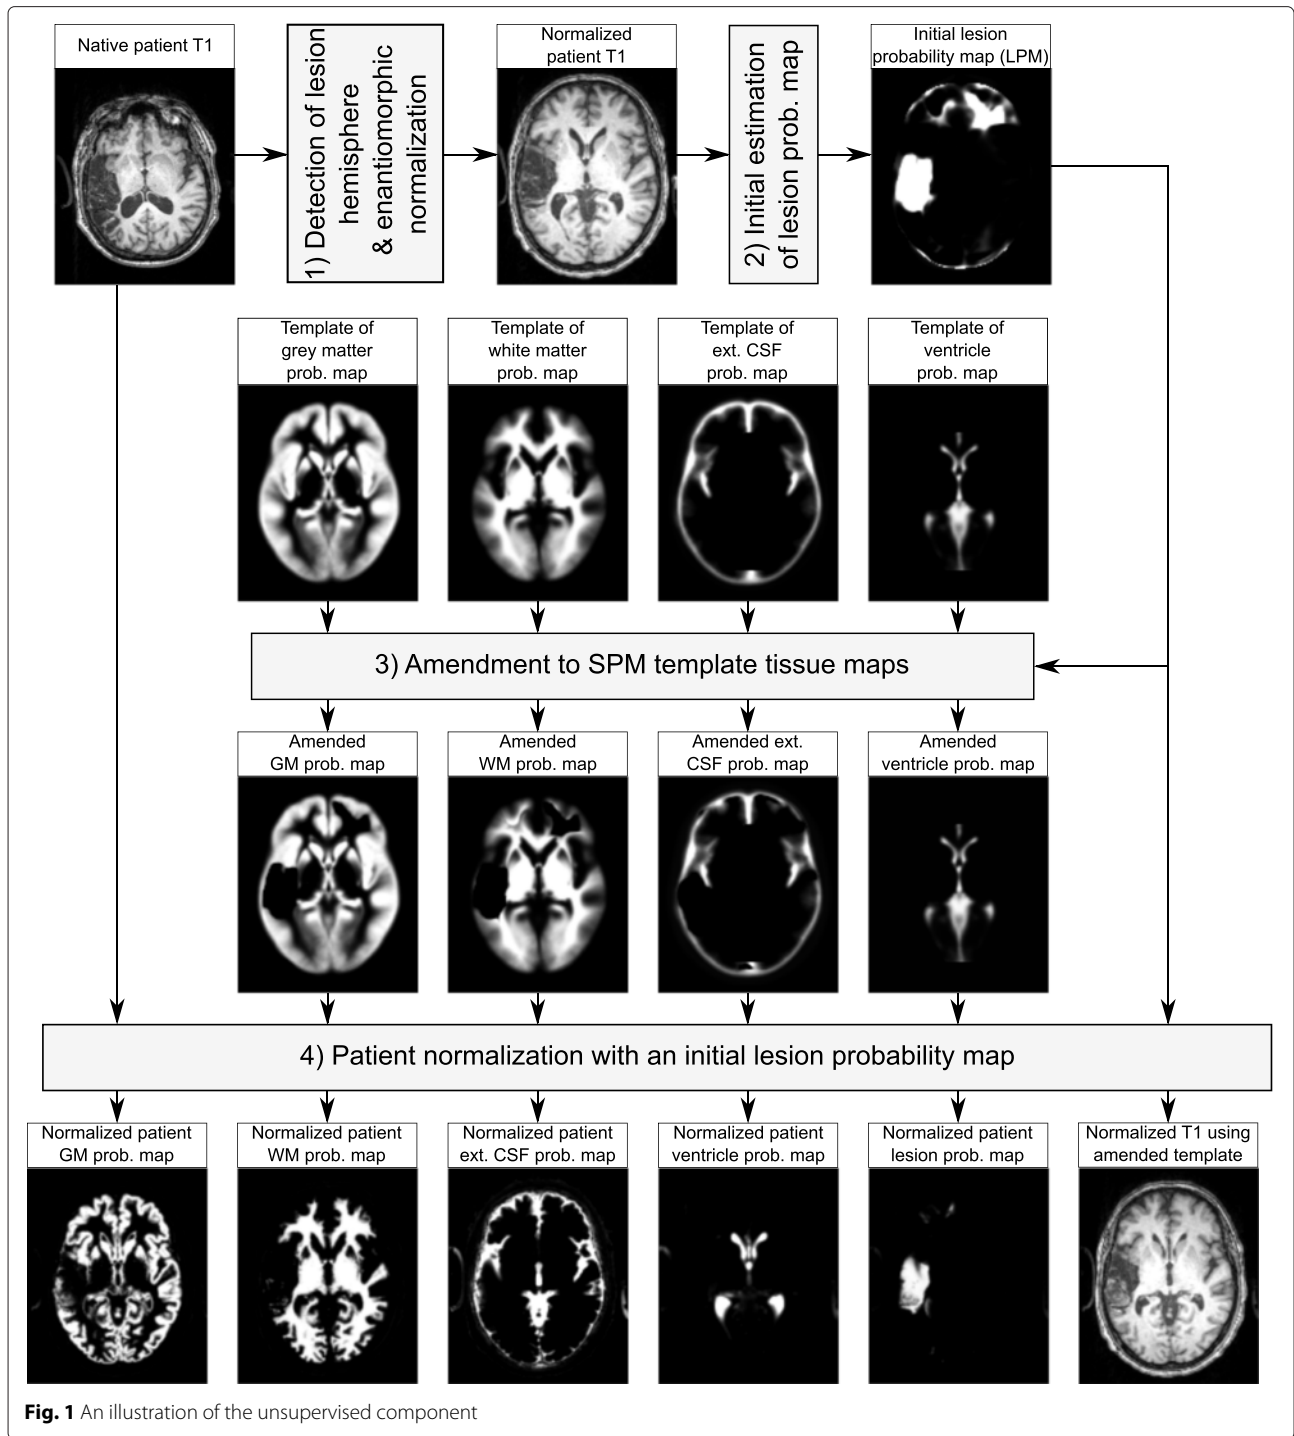 Native patient T1
1) Detection of lesion
hemisphere
& enantiomorphic
normalization
Normalized
patient T1
2) Initial estimation
of lesion prob. map
Initial lesion
probability map (LPM)
Template of
grey matter
prob. map
Template of
white matter
prob. map
Template of
ext. CSF
prob. map
Template of
ventricle
prob. map
3) Amendment to SPM template tissue maps
Amended
GM prob. map
Amended
WM prob. map
Amended ext.
CSF prob. map
Amended
ventricle prob. map
4) Patient normalization with an initial lesion probability map
Normalized patient
GM prob. map
Normalized patient
WM prob. map
Normalized patient
ext. CSF prob. map
Normalized patient
ventricle prob. map
Normalized patient
lesion prob. map
Normalized T1 using
amended template
Fig. 1 An illustration of the unsupervised component